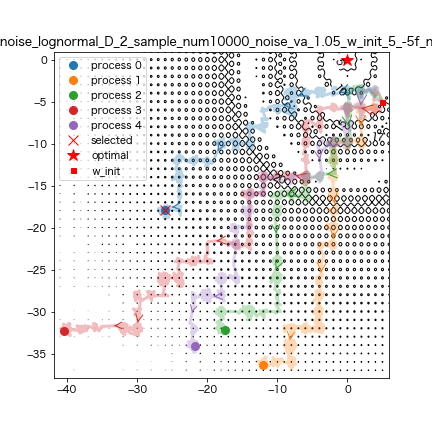 noise_lognormal_D_2_sample_num10000_noise_va_1.05_w_init_5_-5f_n
process 0
process 1
process 2
process 3
process 4
selected
optimal
w_init
0
−5
−10
−15
−20
−25
−30
−35
−40 −30 −20 −10 0